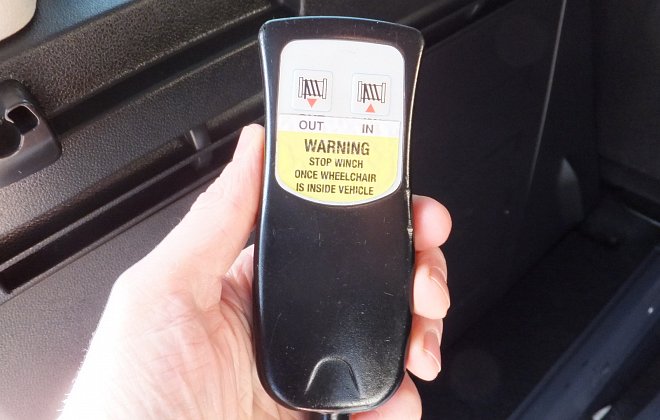 OUT IN
WARNING
STOP WINCH
ONCE WHEELCHAIR
IS INSIDE VEHICLE